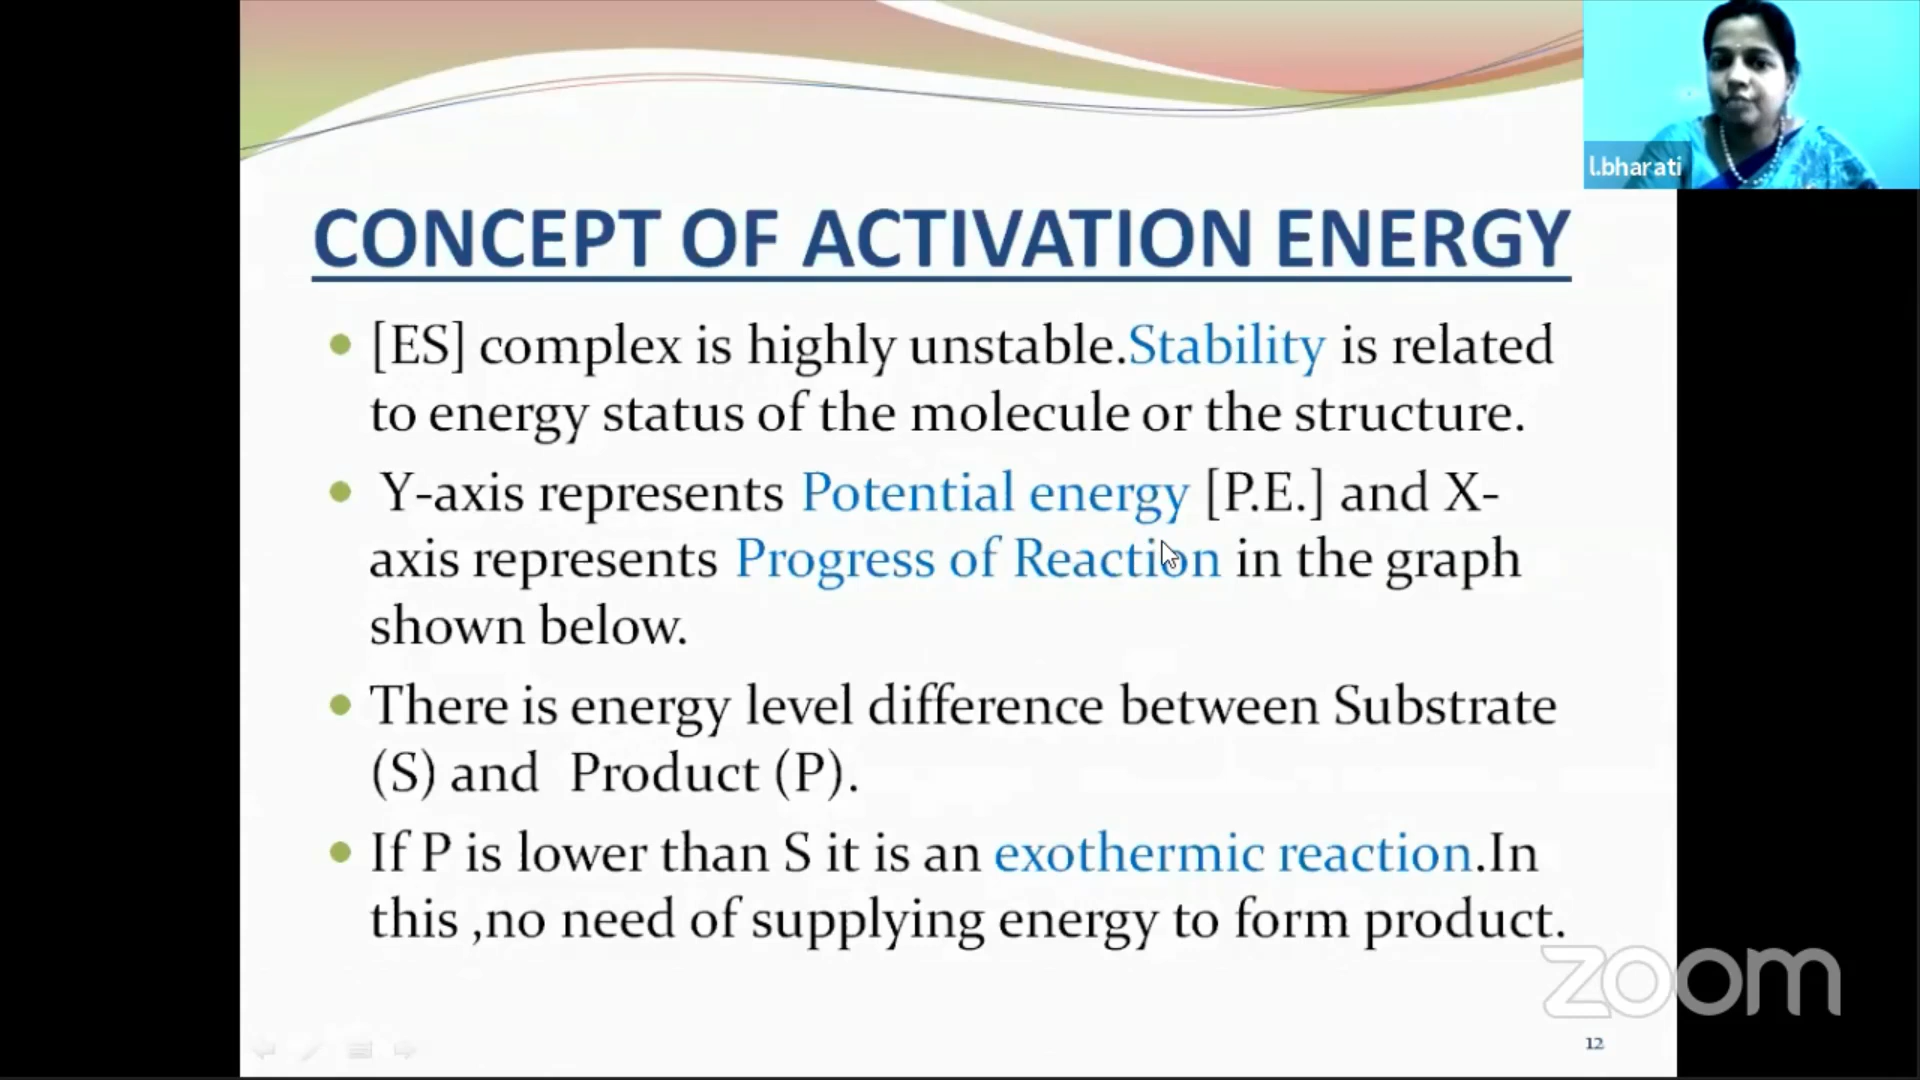 l.bharati
CONCEPT OF ACTIVATION ENERGY
[ES] complex is highly unstable.Stability is related
to energy status of the molecule or the structure.
Y-axis represents Potential energy [P.E.] and X-
axis represents Progress of Reaction in the graph
shown below.
There is energy level difference between Substrate
(S) and Product (P).
If P is lower than S it is an exothermic reaction.In
this ,no need of supplying energy to form product.
zoom
12